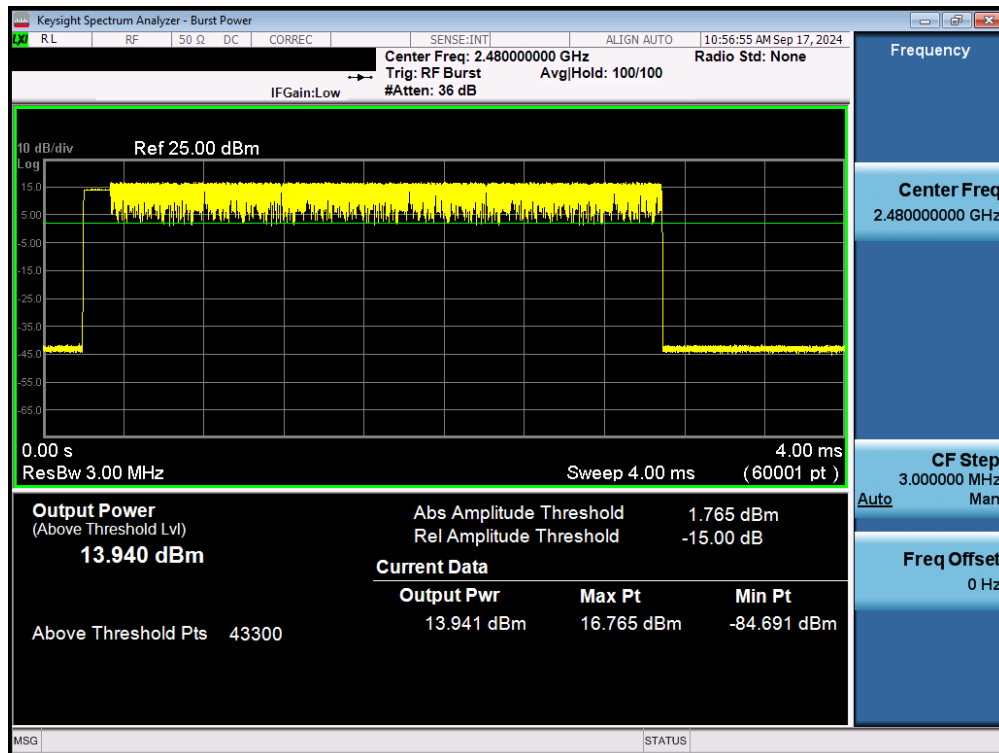 Keysight Spectrum Analyzer - Burst Power
LXI RL RF 50 Ω DC CORREC SENSE:INT ALIGN AUTO 10:56:55 AM Sep 17, 2024
Center Freq: 2.480000000 GHz Radio Std: None
Trig: RF Burst Avg|Hold: 100/100
IFGain:Low #Atten: 36 dB
10 dB/div Ref 25.00 dBm
Log
15.0
5.00
-5.00
-15.0
-25.0
-35.0
-45.0
-55.0
-65.0
0.00 s 4.00 ms
ResBw 3.00 MHz Sweep 4.00 ms (60001 pt)
Output Power
(Above Threshold Lvl)
13.940 dBm
Above Threshold Pts 43300
Abs Amplitude Threshold 1.765 dBm
Rel Amplitude Threshold -15.00 dB
Current Data
Output Pwr Max Pt Min Pt
13.941 dBm 16.765 dBm -84.691 dBm
Frequency
Center Freq
2.480000000 GHz
CF Step
3.000000 MHz
Auto Man
Freq Offset
0 Hz
MSG STATUS